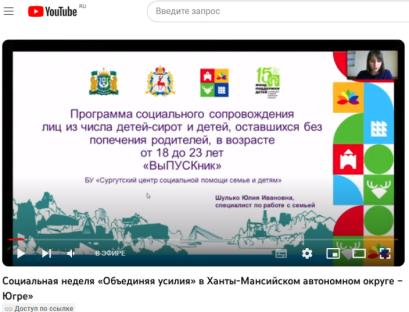 YouTube RU
Введите запрос
Программа социального сопровождения
лиц из числа детей-сирот и детей, оставшихся без
попечения родителей, в возрасте
от 18 до 23 лет
«ВыПУСКник»
БУ «Сургутский центр социальной помощи семье и детям»
Шулько Юлия Ивановна,
специалист по работе с семьей
В ЭФИРЕ
Социальная неделя «Объединяя усилия» в Ханты-Мансийском автономном округе –
Югре»
Доступ по ссылке